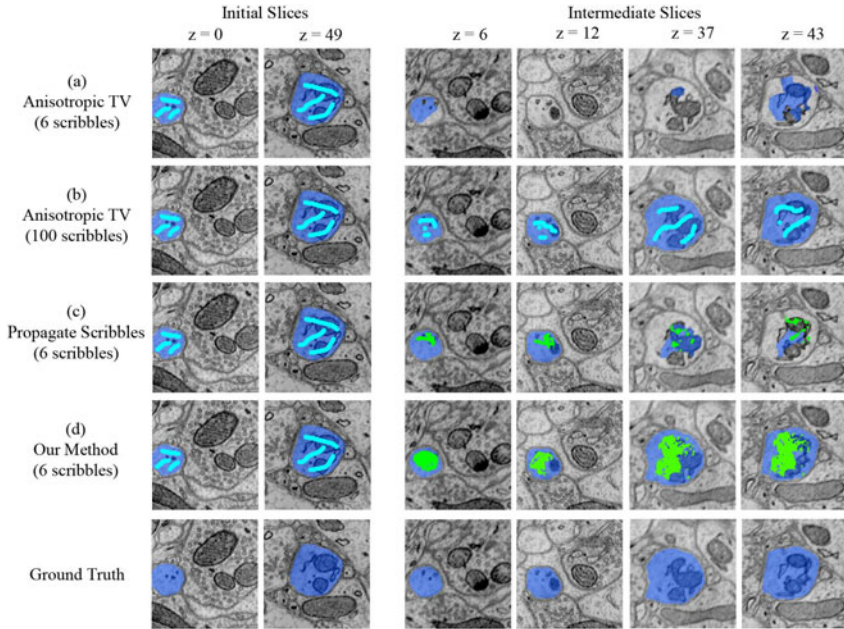 Initial Slices
Intermediate Slices
z = 0
z = 49
z = 6
z = 12
z = 37
z = 43
(a)
Anisotropic TV
(6 scribbles)
(b)
Anisotropic TV
(100 scribbles)
(c)
Propagate Scribbles
(6 scribbles)
(d)
Our Method
(6 scribbles)
Ground Truth